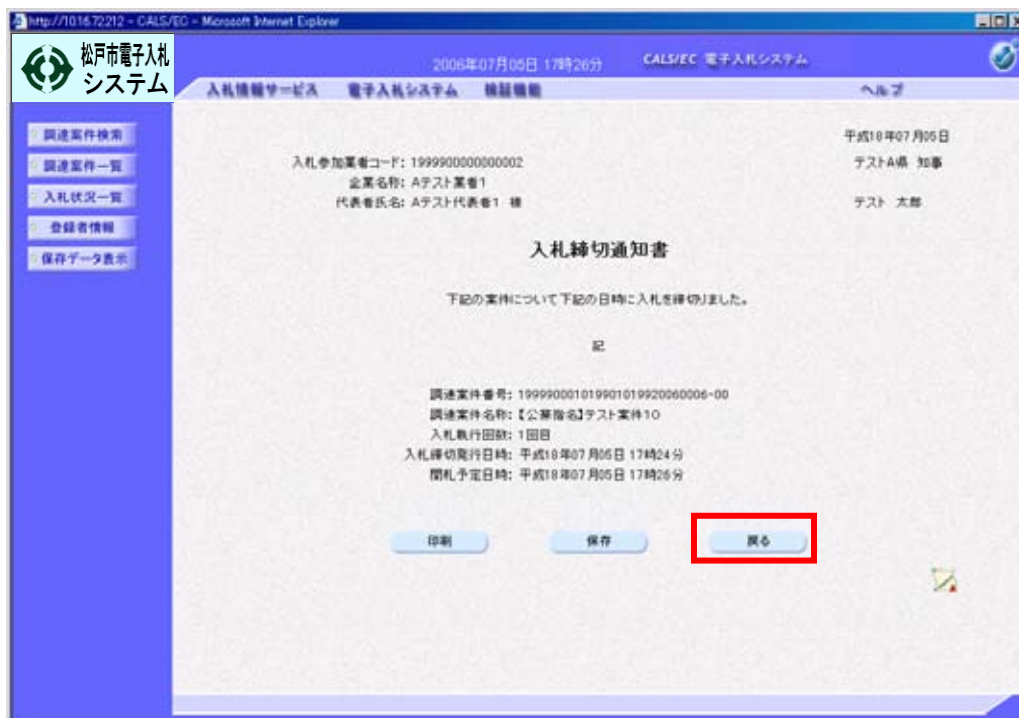 http://10.16.72.212 - CALS/EC - Microsoft Internet Explorer
松戸市電子入札
システム
2006年07月05日 17時26分
CALS/EC 電子入札システム
入札情報サービス
電子入札システム
検証機能
ヘルプ
調達案件検索
調達案件一覧
入札状況一覧
登録者情報
保存データ表示
平成18年07月05日
入札参加業者コード: 1999900000000002
テストA県 知事
企業名称: Aテスト業者1
代表者氏名: Aテスト代表者1 様
テスト 太郎
入札締切通知書
下記の案件について下記の日時に入札を締切りました。
記
調達案件番号: 199990001019901019920060006-00
調達案件名称: 【公募指名】テスト案件10
入札執行回数: 1回目
入札締切発行日時: 平成18年07月05日 17時24分
開札予定日時: 平成18年07月05日 17時26分
印刷
保存
戻る